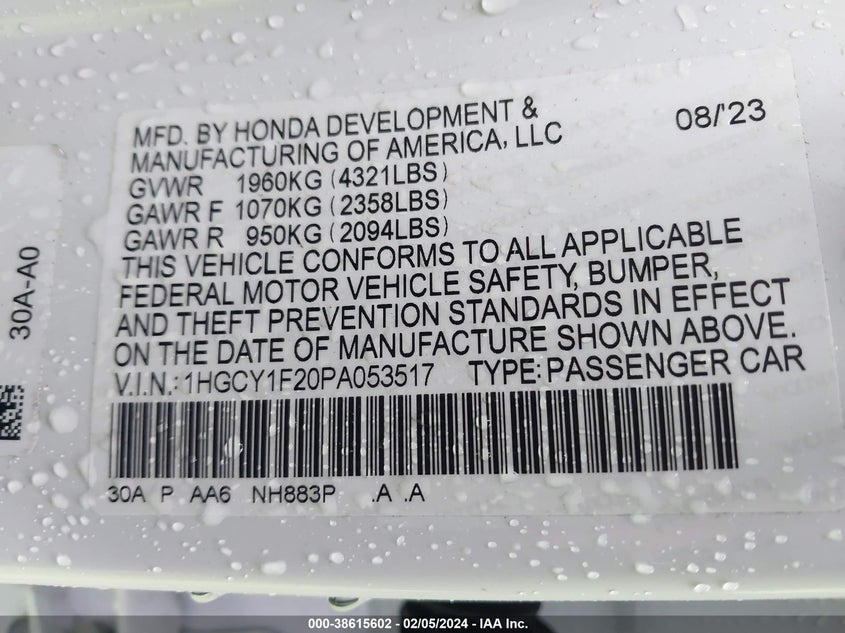 MFD. BY HONDA DEVELOPMENT & 08/'23
MANUFACTURING OF AMERICA, LLC
GVWR 1960KG (4321LBS)
GAWR F 1070KG (2358LBS)
GAWR R 950KG (2094LBS)
THIS VEHICLE CONFORMS TO ALL APPLICABLE
FEDERAL MOTOR VEHICLE SAFETY, BUMPER,
AND THEFT PREVENTION STANDARDS IN EFFECT
ON THE DATE OF MANUFACTURE SHOWN ABOVE.
V.I.N.: 1HGCY1F20PA053517 TYPE: PASSENGER CAR
30A P AA6 NH883P .A .A
30A-A0
000-38615602 - 02/05/2024 - IAA Inc.